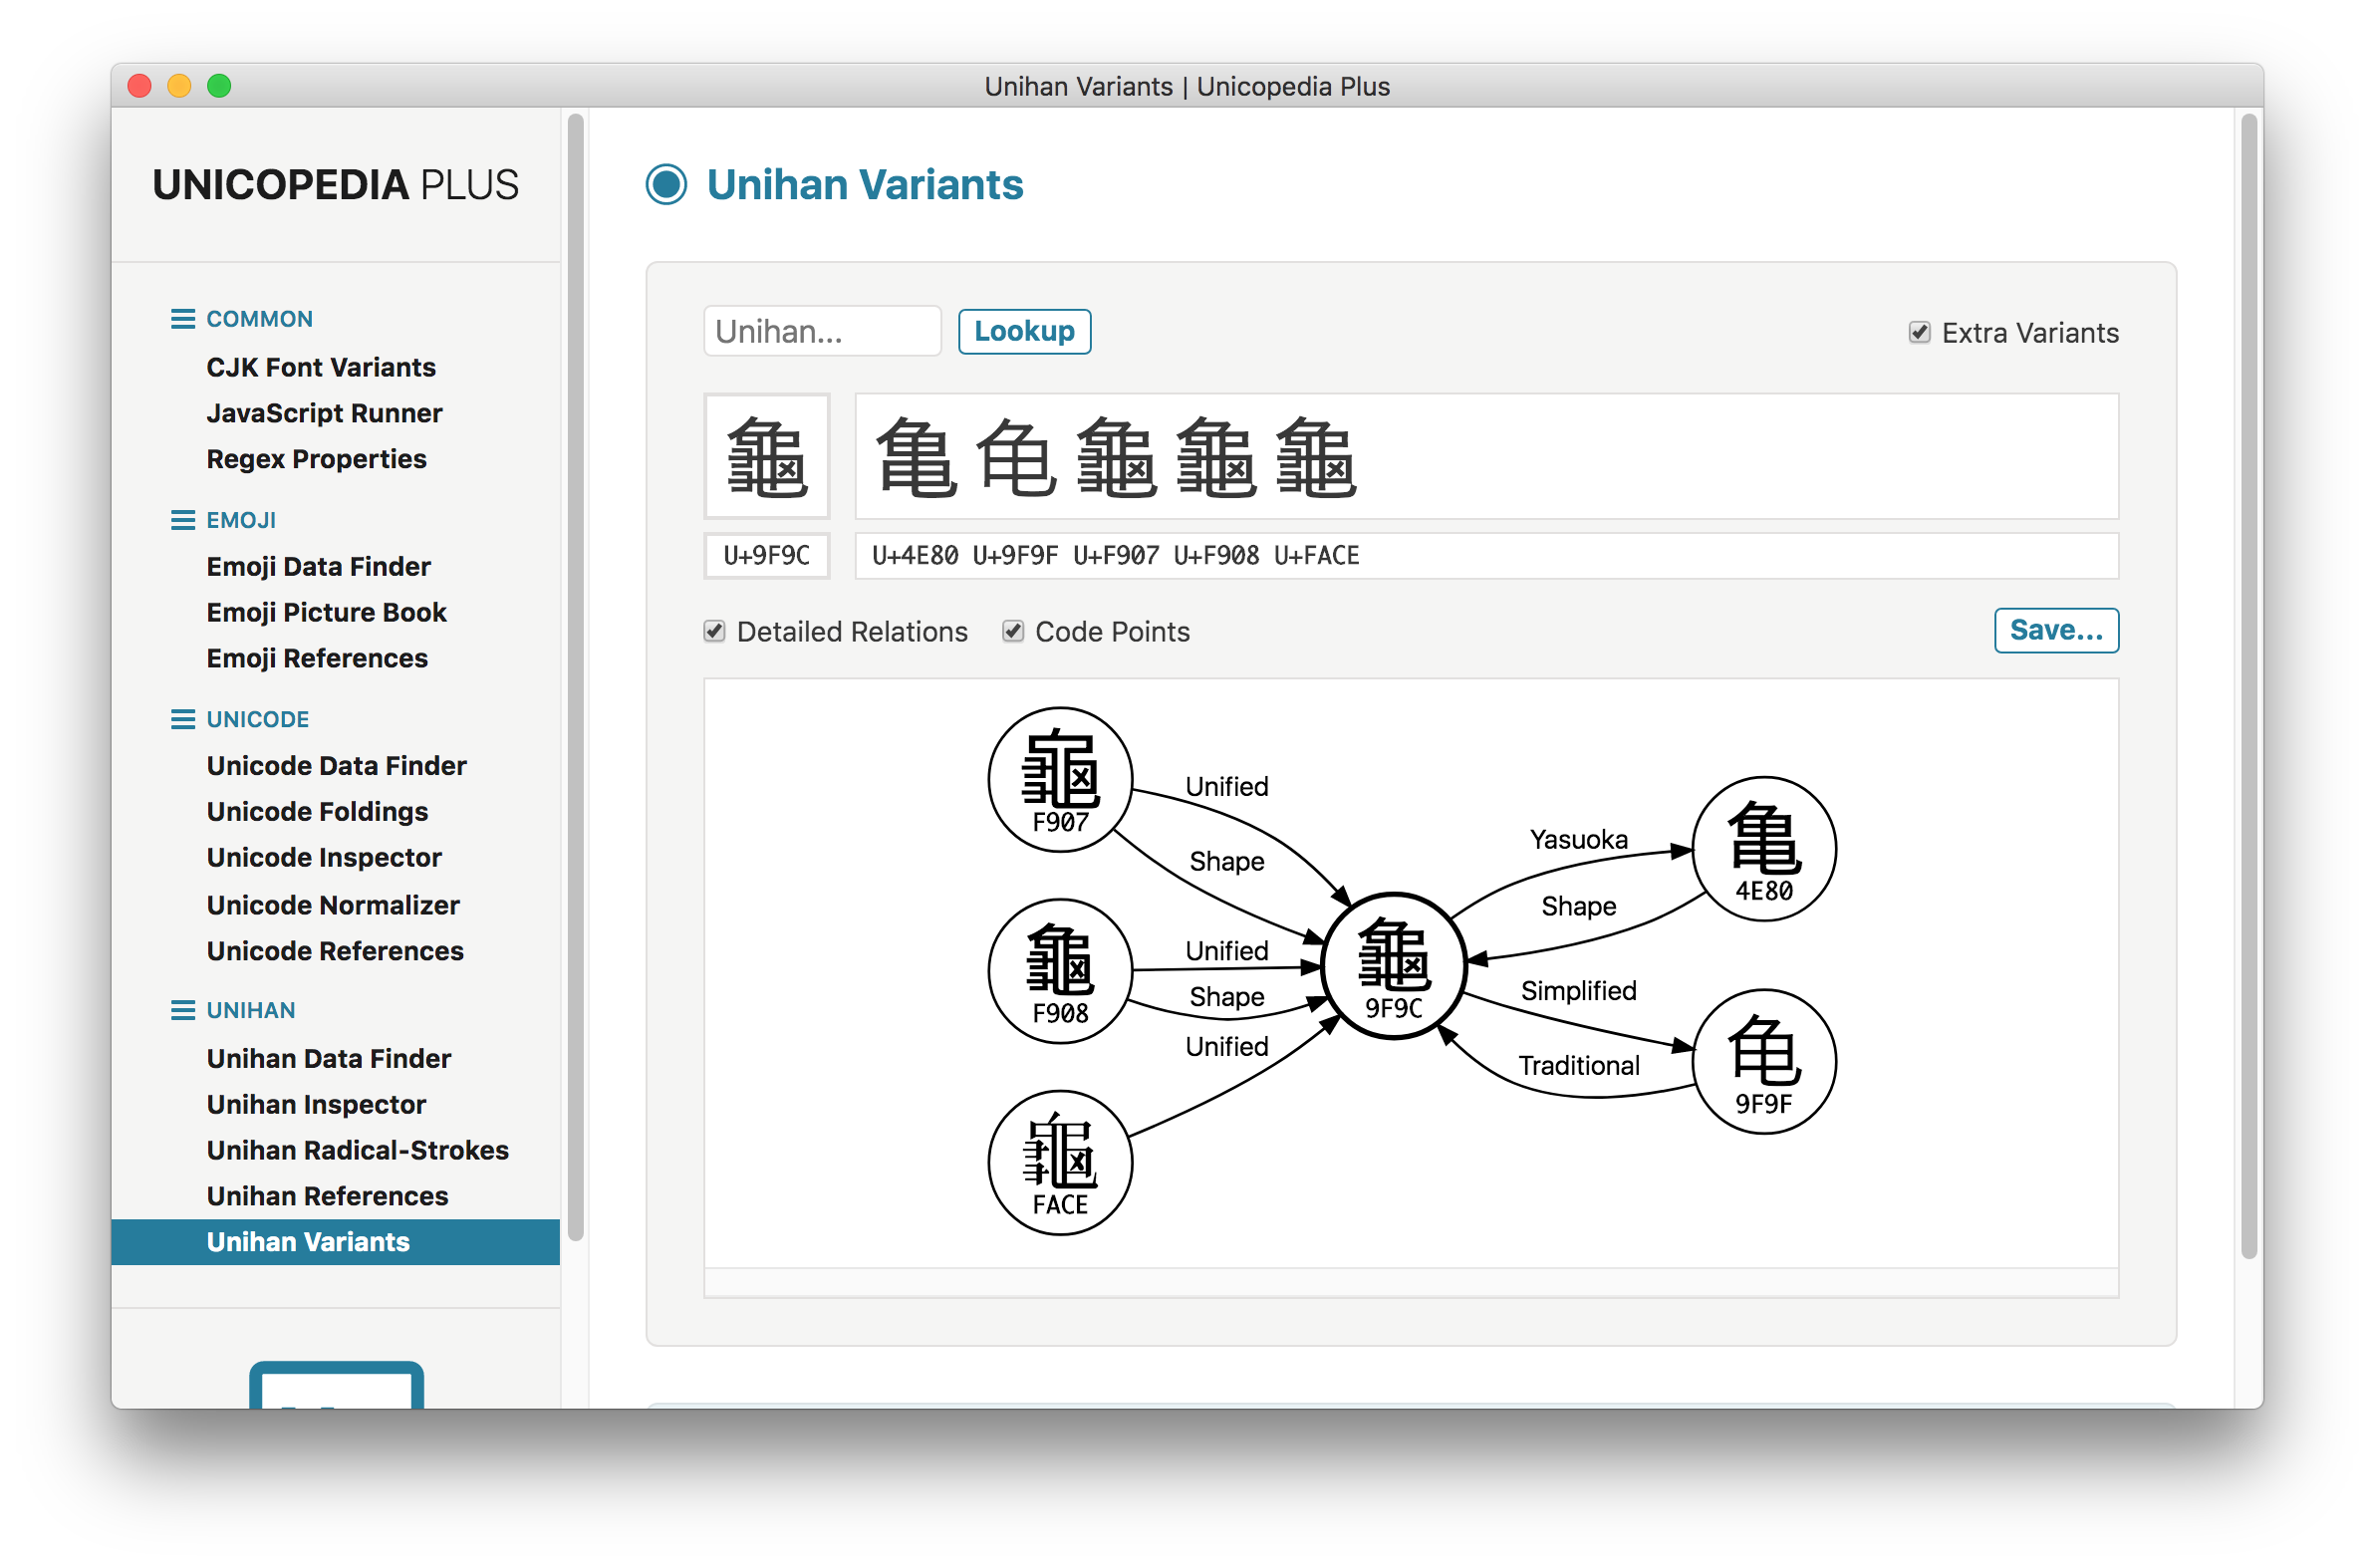 Unihan Variants | Unicopedia Plus
UNICOPEDIA PLUS
COMMON
CJK Font Variants
JavaScript Runner
Regex Properties
EMOJI
Emoji Data Finder
Emoji Picture Book
Emoji References
UNICODE
Unicode Data Finder
Unicode Foldings
Unicode Inspector
Unicode Normalizer
Unicode References
UNIHAN
Unihan Data Finder
Unihan Inspector
Unihan Radical-Strokes
Unihan References
Unihan Variants
Unihan Variants
Unihan... Lookup Extra Variants
龜 亀 龟 龜 龜 龜
U+9F9C U+4E80 U+9F9F U+F907 U+F908 U+FACE
Detailed Relations Code Points Save...
龜
F907
Unified
Shape
龜
F908
Unified
Shape
Unified
龜
FACE
龜
9F9C
Yasuoka
Shape
亀
4E80
Simplified
Traditional
龟
9F9F